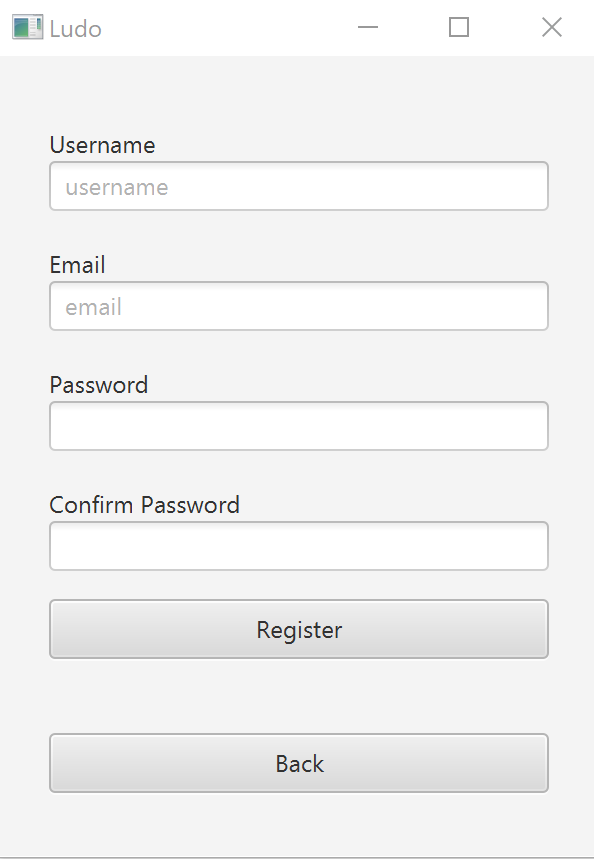 Ludo
Username
username
Email
email
Password
Confirm Password
Register
Back